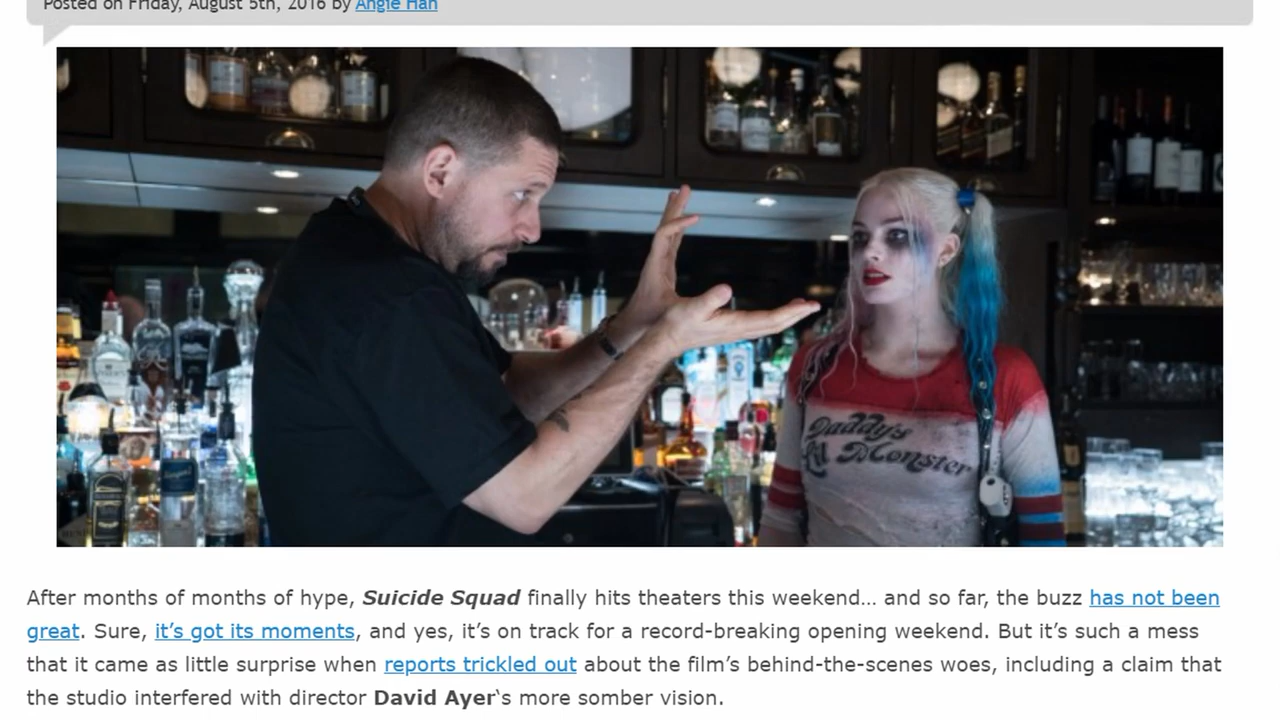 Posted on Friday, August 5th, 2016 by Angie Han
Daddy's
Lil Monster
After months of months of hype, Suicide Squad finally hits theaters this weekend… and so far, the buzz has not been
great. Sure, it’s got its moments, and yes, it’s on track for a record-breaking opening weekend. But it’s such a mess
that it came as little surprise when reports trickled out about the film’s behind-the-scenes woes, including a claim that
the studio interfered with director David Ayer‘s more somber vision.